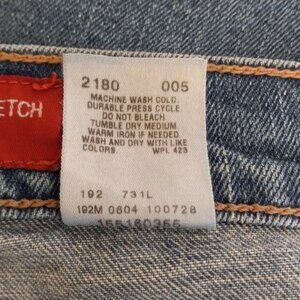 ETCH
2180 005
MACHINE WASH COLD.
DURABLE PRESS CYCLE
DO NOT BLEACH.
TUMBLE DRY MEDIUM
WARM IRON IF NEEDED
WASH AND DRY WITH LIKE
COLORS. WPL 423
192 731L
192M 0604 100728
155180355